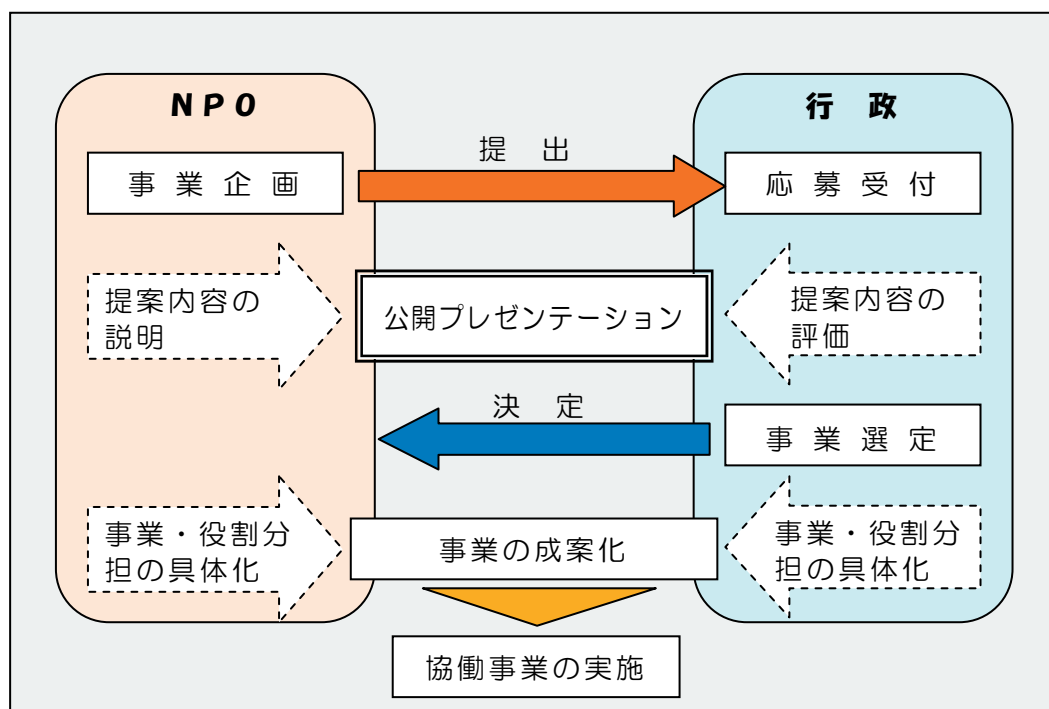 NPO
行 政
提 出
事業企画
応募受付
提案内容の
説明
公開プレゼンテーション
提案内容の
評価
決 定
事業選定
事業・役割分
担の具体化
事業の成案化
事業・役割分
担の具体化
協働事業の実施